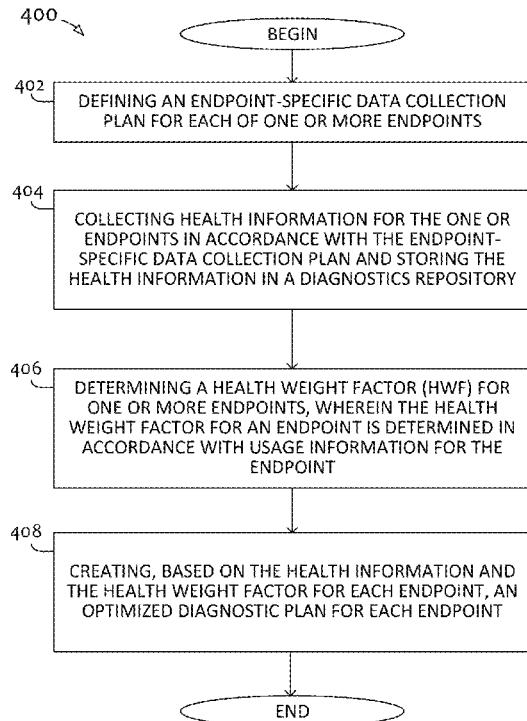 400
BEGIN
402
DEFINING AN ENDPOINT-SPECIFIC DATA COLLECTION
PLAN FOR EACH OF ONE OR MORE ENDPOINTS
404
COLLECTING HEALTH INFORMATION FOR THE ONE OR
ENDPOINTS IN ACCORDANCE WITH THE ENDPOINT-
SPECIFIC DATA COLLECTION PLAN AND STORING THE
HEALTH INFORMATION IN A DIAGNOSTICS REPOSITORY
406
DETERMINING A HEALTH WEIGHT FACTOR (HWF) FOR
ONE OR MORE ENDPOINTS, WHEREIN THE HEALTH
WEIGHT FACTOR FOR AN ENDPOINT IS DETERMINED IN
ACCORDANCE WITH USAGE INFORMATION FOR THE
ENDPOINT
408
CREATING, BASED ON THE HEALTH INFORMATION AND
THE HEALTH WEIGHT FACTOR FOR EACH ENDPOINT, AN
OPTIMIZED DIAGNOSTIC PLAN FOR EACH ENDPOINT
END